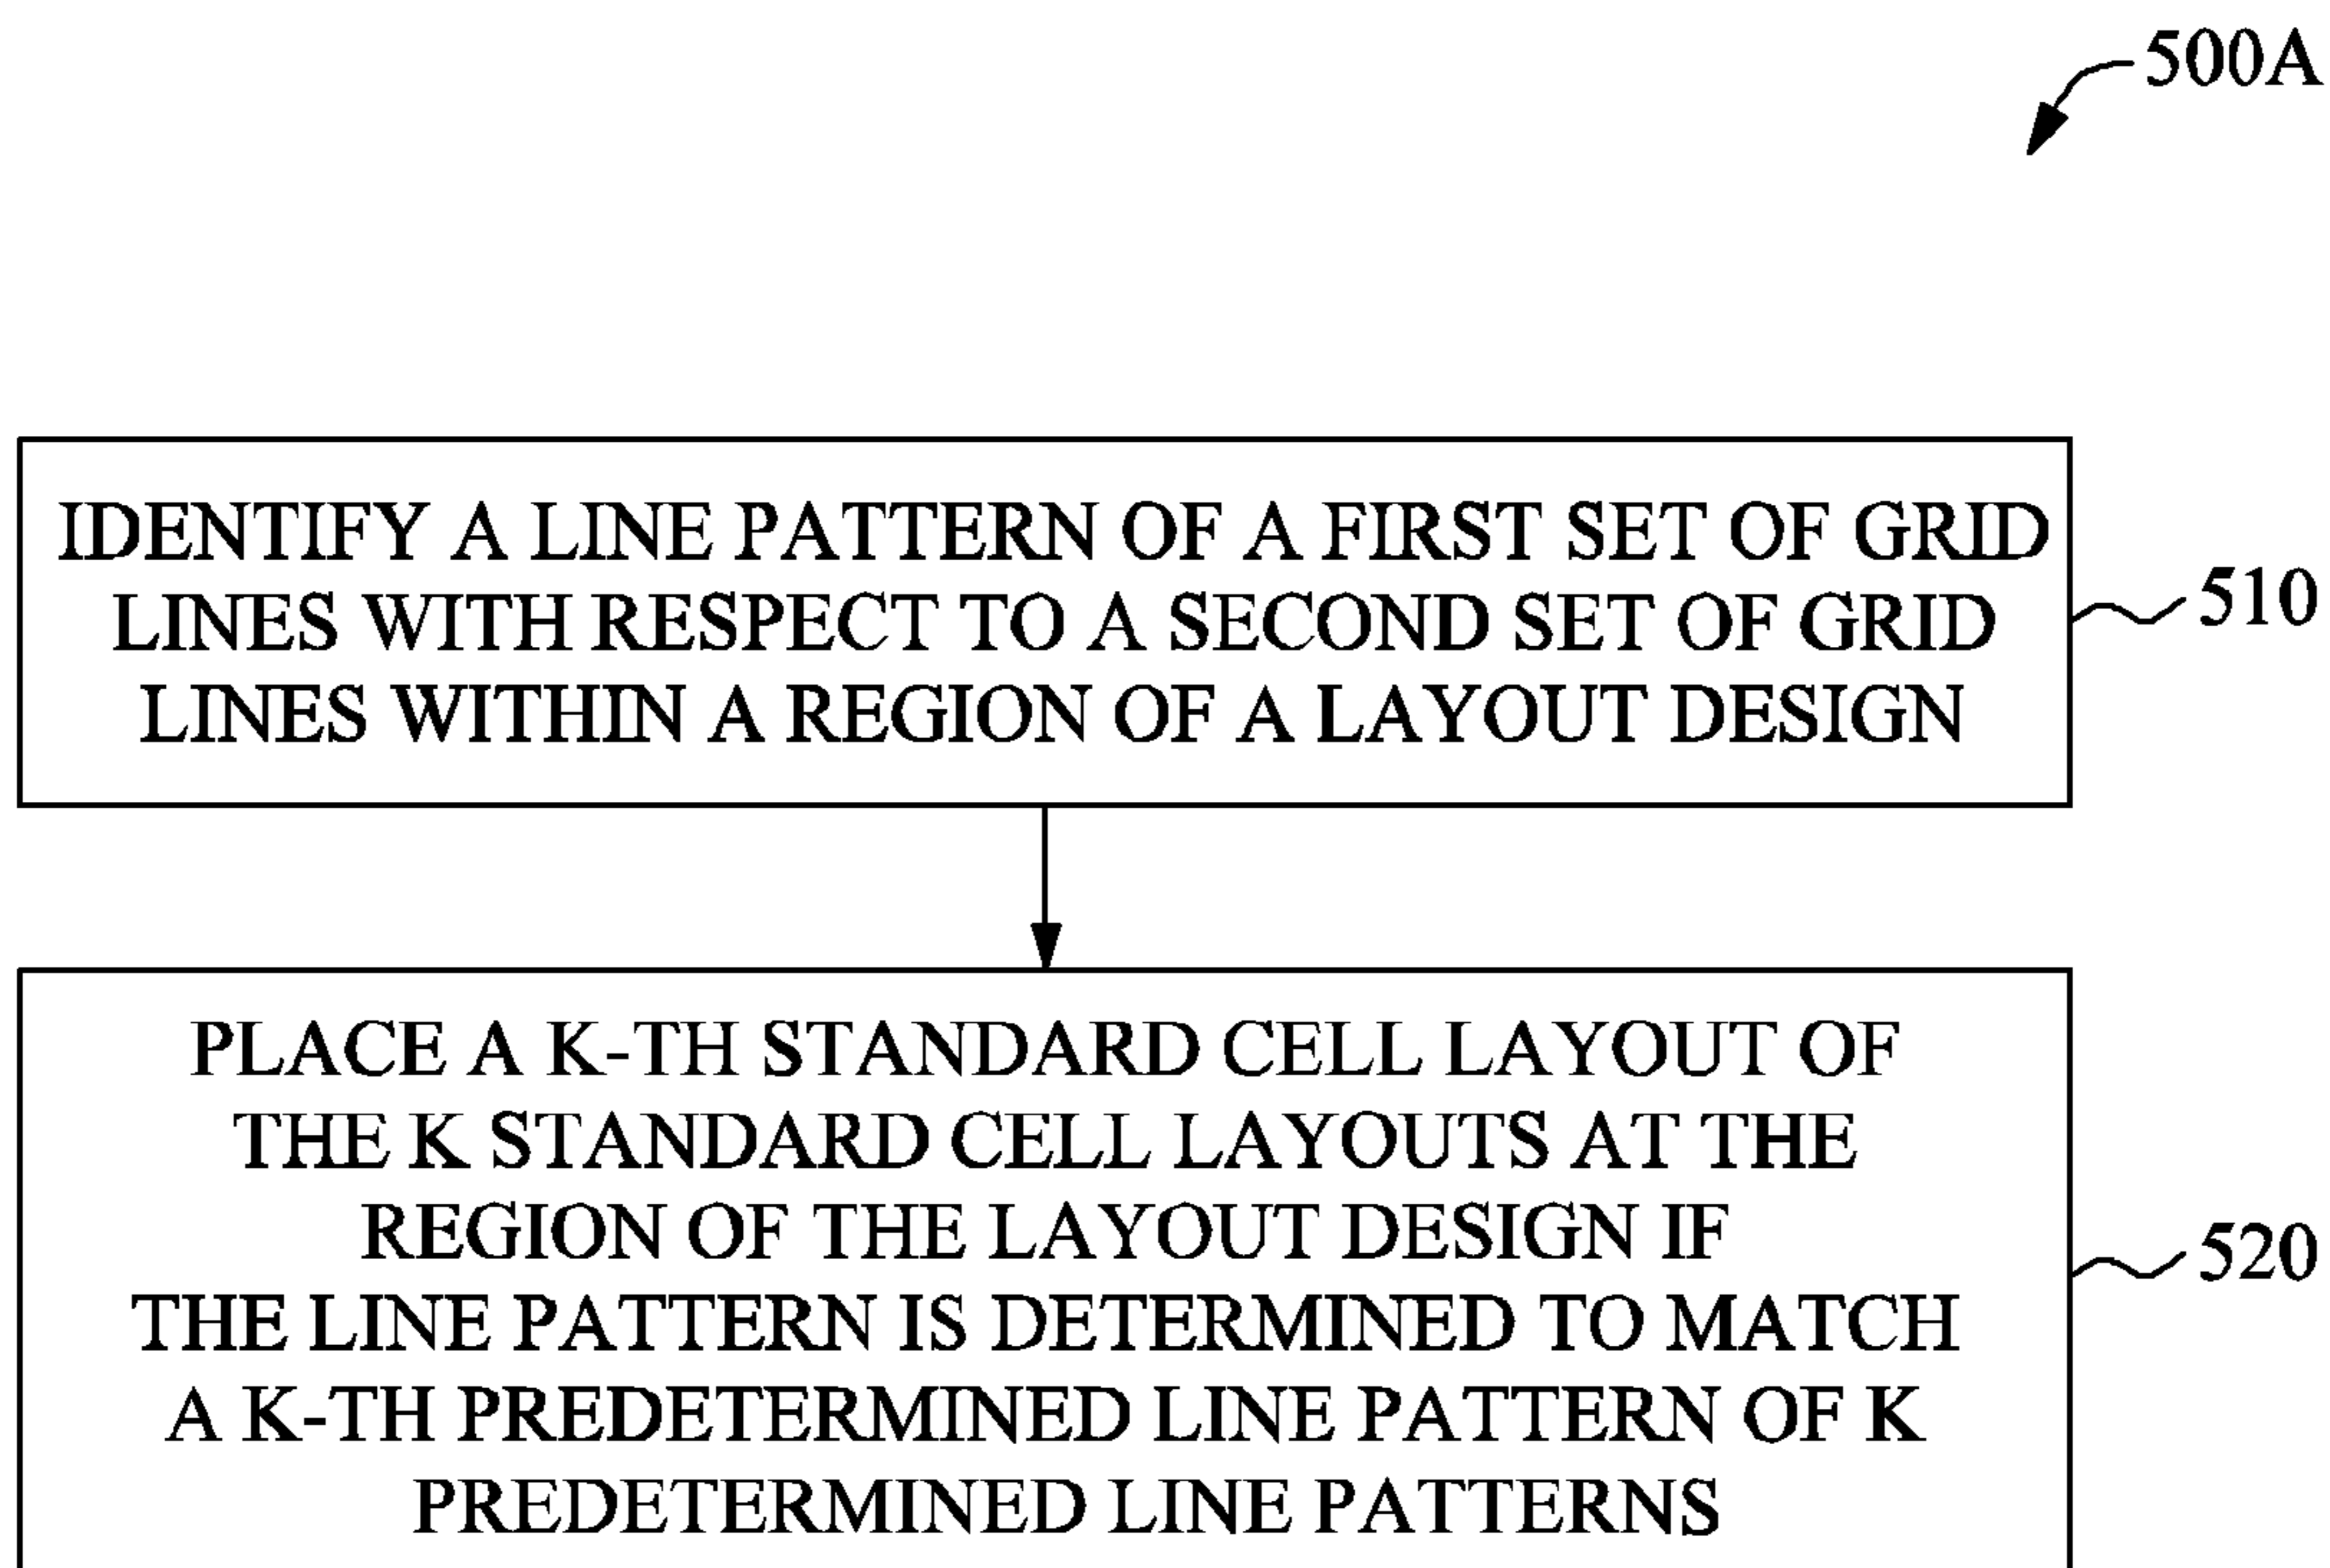 500A
IDENTIFY A LINE PATTERN OF A FIRST SET OF GRID
LINES WITH RESPECT TO A SECOND SET OF GRID
LINES WITHIN A REGION OF A LAYOUT DESIGN
510
PLACE A K-TH STANDARD CELL LAYOUT OF
THE K STANDARD CELL LAYOUTS AT THE
REGION OF THE LAYOUT DESIGN IF
THE LINE PATTERN IS DETERMINED TO MATCH
A K-TH PREDETERMINED LINE PATTERN OF K
PREDETERMINED LINE PATTERNS
520